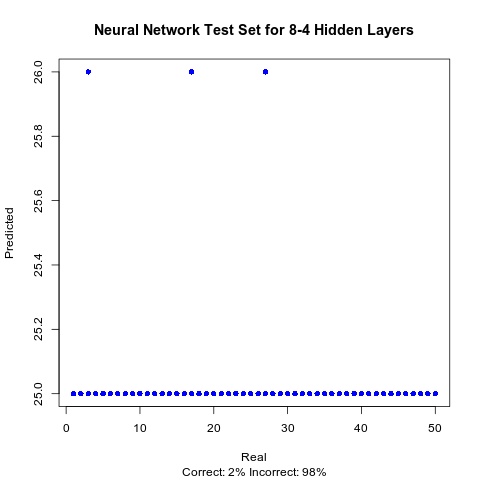 Neural Network Test Set for 8-4 Hidden Layers
26.0
25.8
25.6
25.4
25.2
25.0
Predicted
0 10 20 30 40 50
Real
Correct: 2% Incorrect: 98%